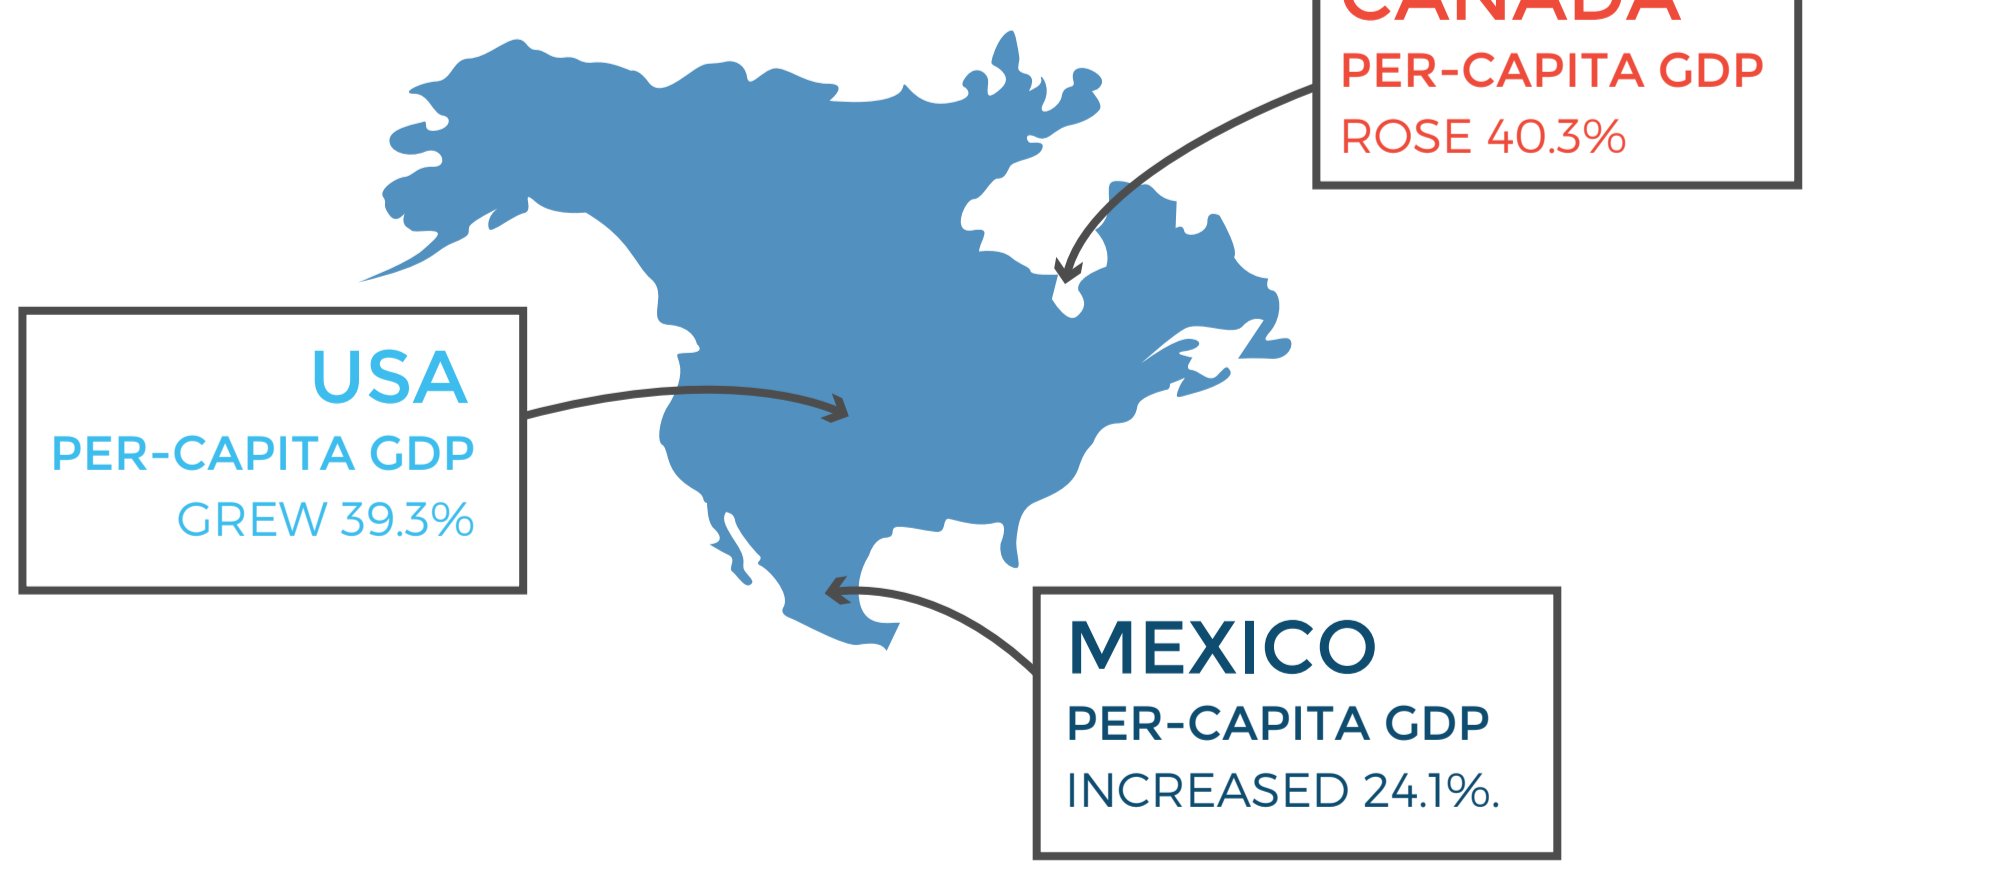 CANADA
PER-CAPITA GDP
ROSE 40.3%
USA
PER-CAPITA GDP
GREW 39.3%
MEXICO
PER-CAPITA GDP
INCREASED 24.1%.